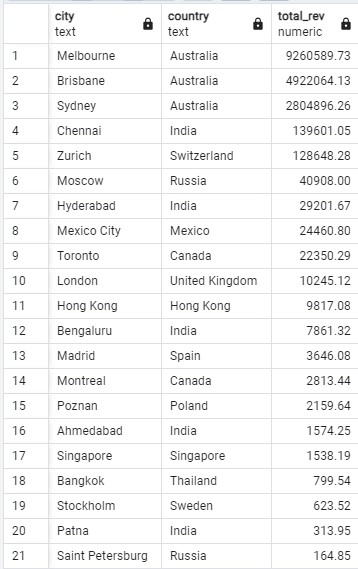 city country total_rev
text text numeric
1 Melbourne Australia 9260589.73
2 Brisbane Australia 4922064.13
3 Sydney Australia 2804896.26
4 Chennai India 139601.05
5 Zurich Switzerland 128648.28
6 Moscow Russia 40908.00
7 Hyderabad India 29201.67
8 Mexico City Mexico 24460.80
9 Toronto Canada 22350.29
10 London United Kingdom 10245.12
11 Hong Kong Hong Kong 9817.08
12 Bengaluru India 7861.32
13 Madrid Spain 3646.08
14 Montreal Canada 2813.44
15 Poznan Poland 2159.64
16 Ahmedabad India 1574.25
17 Singapore Singapore 1538.19
18 Bangkok Thailand 799.54
19 Stockholm Sweden 623.52
20 Patna India 313.95
21 Saint Petersburg Russia 164.85